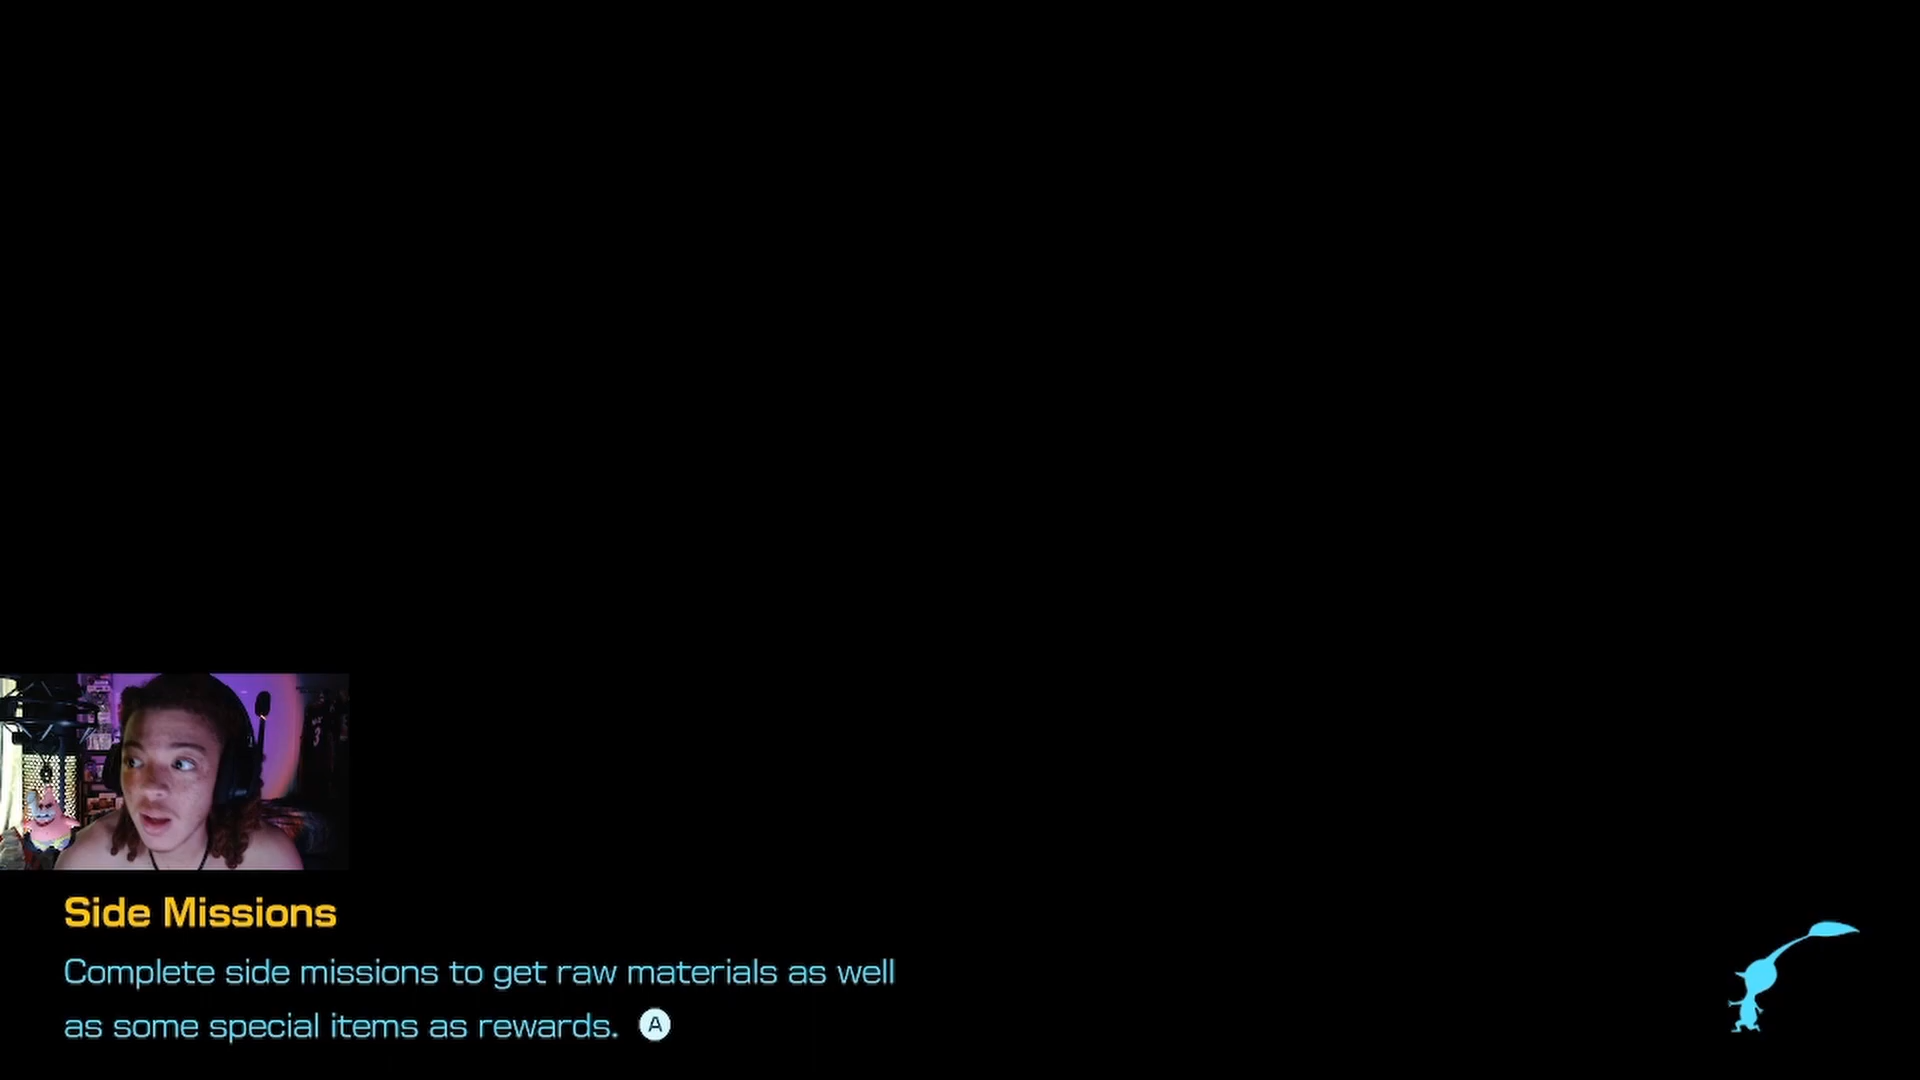 Side Missions
Complete side missions to get raw materials as well
as some special items as rewards. A